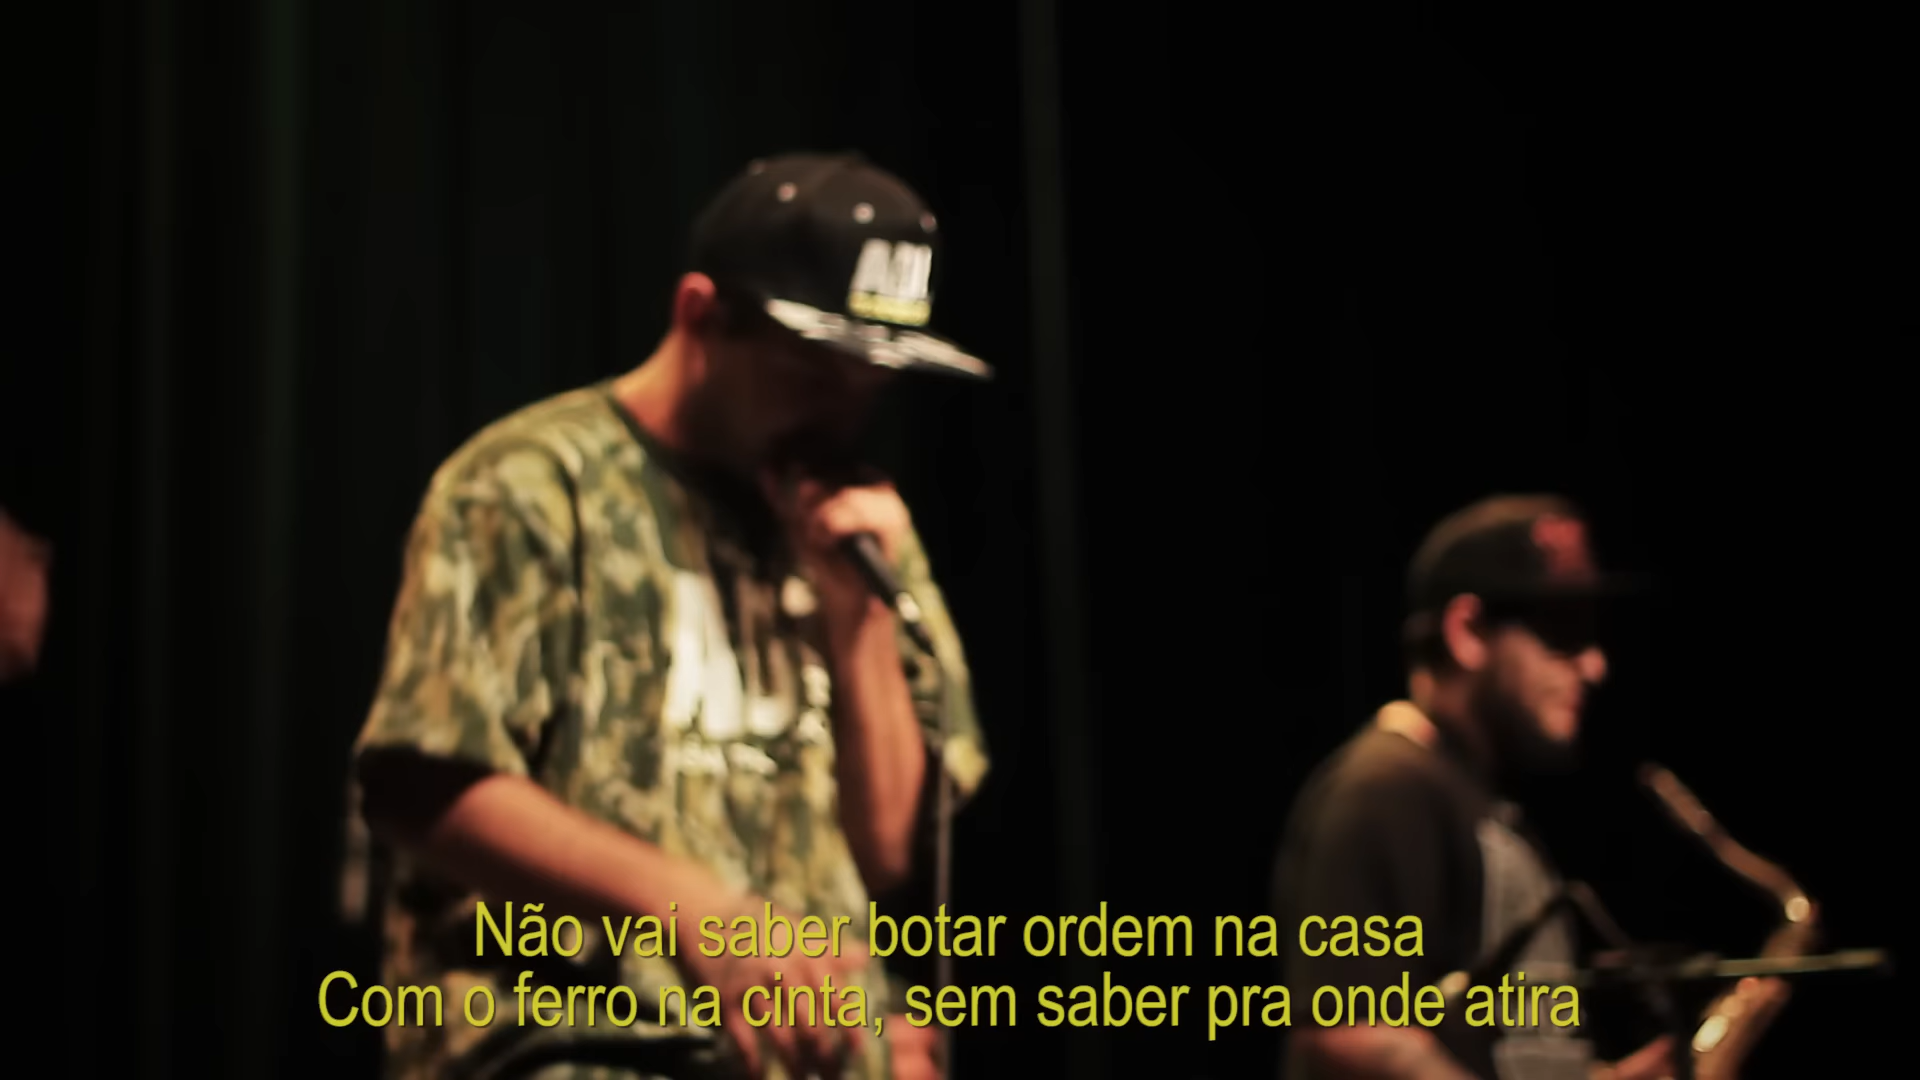 Não vai saber botar ordem na casa
Com o ferro na cinta, sem saber pra onde atira